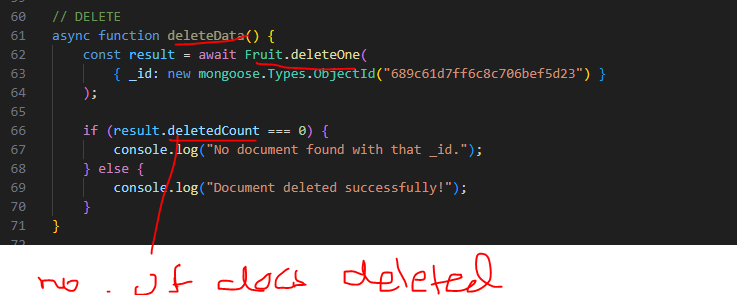 60 // DELETE
61 async function deleteData() {
62 const result = await Fruit.deleteOne(
63 { _id: new mongoose.Types.ObjectId("689c61d7ff6c8c706bef5d23") }
64 );
65
66 if (result.deletedCount === 0) {
67 console.log("No document found with that _id.");
68 } else {
69 console.log("Document deleted successfully!");
70 }
71 }
no. of docs deleted